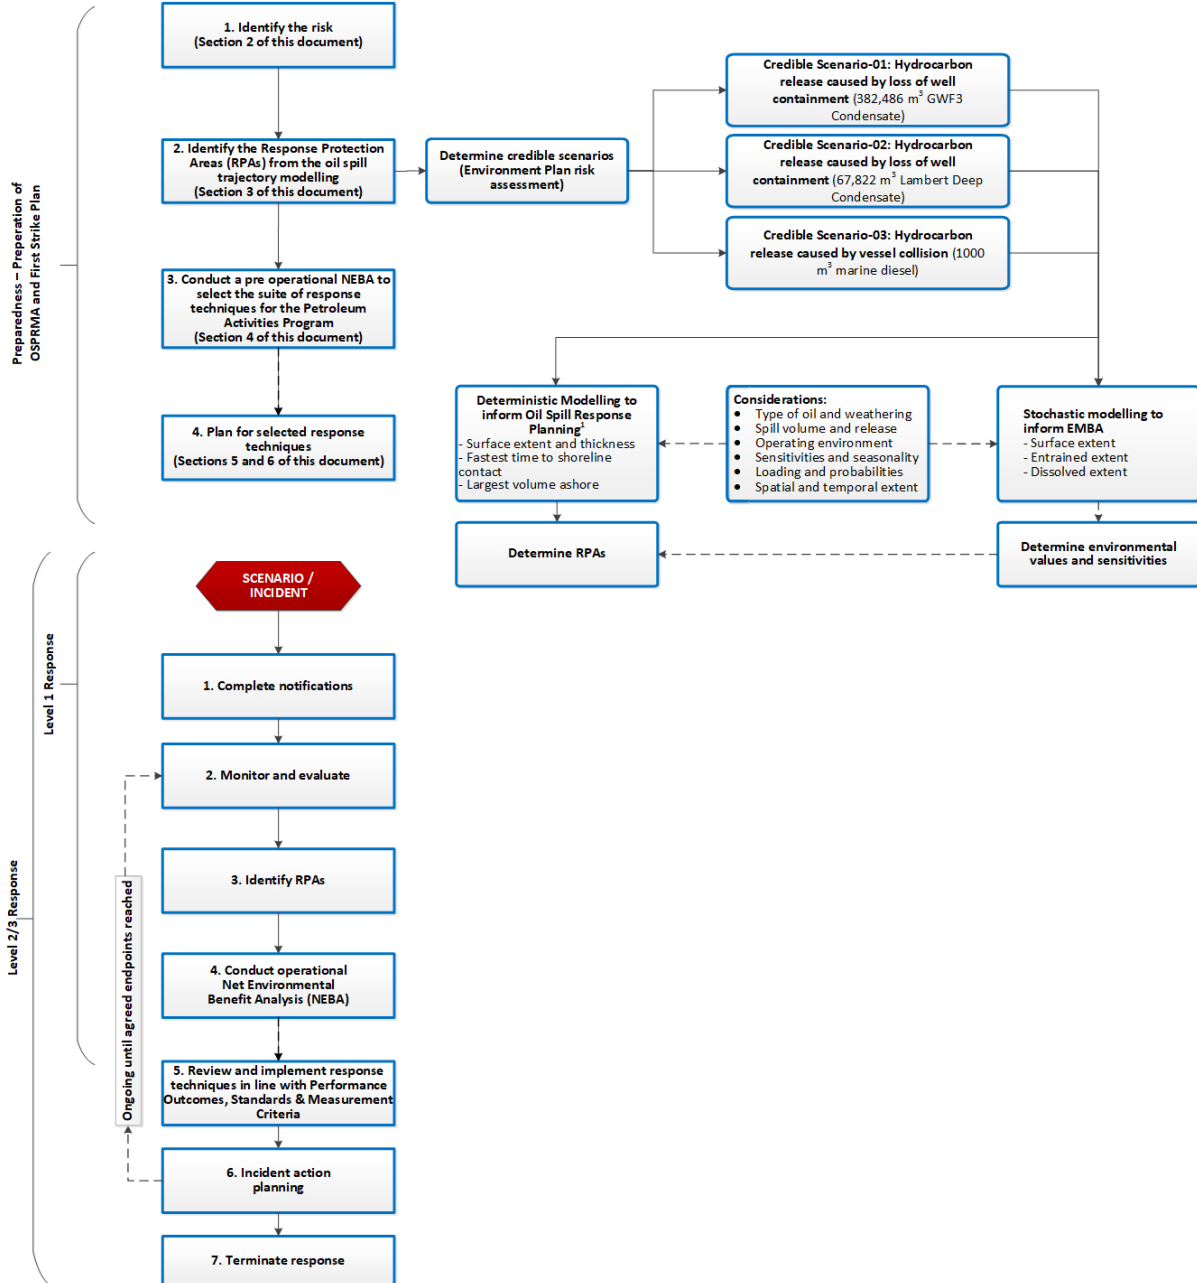 1. Identify the risk
(Section 2 of this document)
2. Identify the Response Protection
Areas (RPAs) from the oil spill
trajectory modelling
(Section 3 of this document)
3. Conduct a pre operational NEBA to
select the suite of response
techniques for the Petroleum
Activities Program
(Section 4 of this document)
4. Plan for selected response
techniques
(Sections 5 and 6 of this document)
Preparedness – Preperation of
OSPRMA and First Strike Plan
Determine credible scenarios
(Environment Plan risk
assessment)
Credible Scenario-01: Hydrocarbon
release caused by loss of well
containment (382,486 m³ GWF3
Condensate)
Credible Scenario-02: Hydrocarbon
release caused by loss of well
containment (67,822 m³ Lambert Deep
Condensate)
Credible Scenario-03: Hydrocarbon
release caused by vessel collision (1000
m³ marine diesel)
Deterministic Modelling to
inform Oil Spill Response
Planning¹
- Surface extent and thickness
- Fastest time to shoreline
contact
- Largest volume ashore
Considerations:
● Type of oil and weathering
● Spill volume and release
● Operating environment
● Sensitivities and seasonality
● Loading and probabilities
● Spatial and temporal extent
Stochastic modelling to
inform EMBA
- Surface extent
- Entrained extent
- Dissolved extent
Determine RPAs
Determine environmental
values and sensitivities
SCENARIO /
INCIDENT
1. Complete notifications
2. Monitor and evaluate
3. Identify RPAs
4. Conduct operational
Net Environmental
Benefit Analysis (NEBA)
5. Review and implement response
techniques in line with Performance
Outcomes, Standards & Measurement
Criteria
6. Incident action
planning
7. Terminate response
Level 1 Response
Level 2/3 Response
Ongoing until agreed endpoints reached